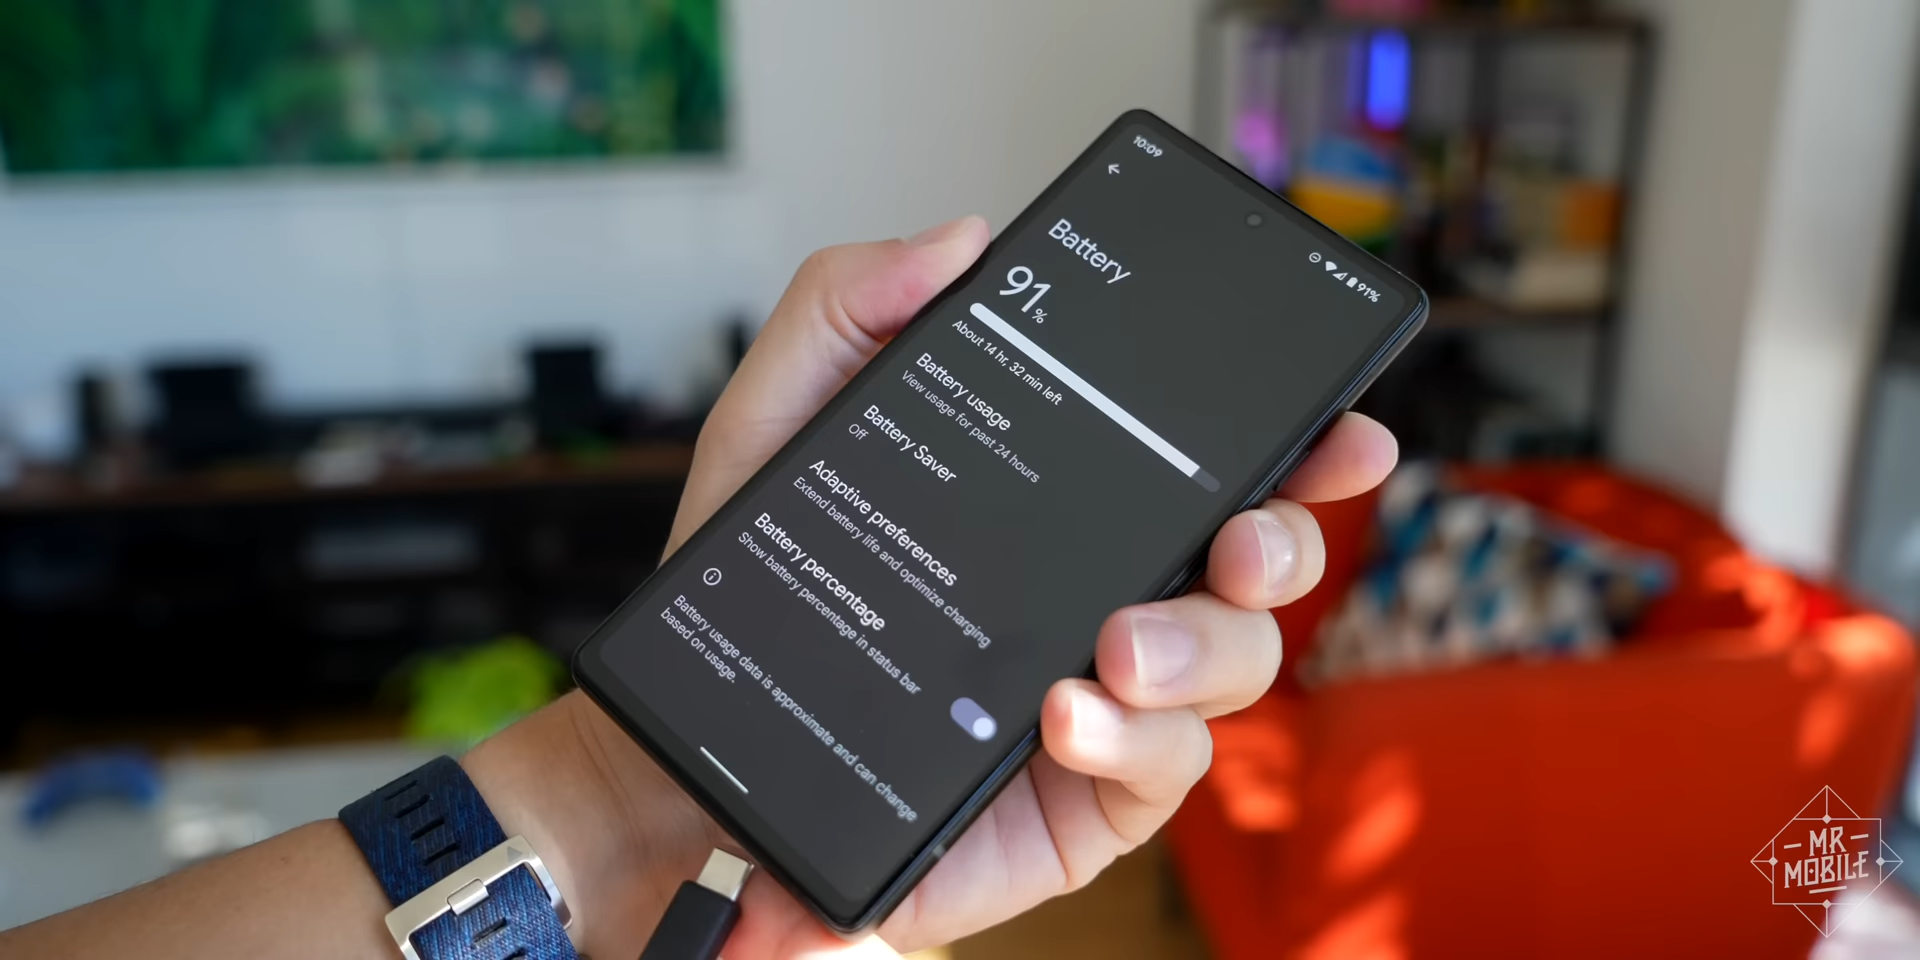 10:09
91%
Battery
91%
About 14 hr, 32 min left
Battery usage
View usage for past 24 hours
Battery Saver
Off
Adaptive preferences
Extend battery life and optimize charging
Battery percentage
Show battery percentage in status bar
Battery usage data is approximate and can change
based on usage.
MR
MOBILE